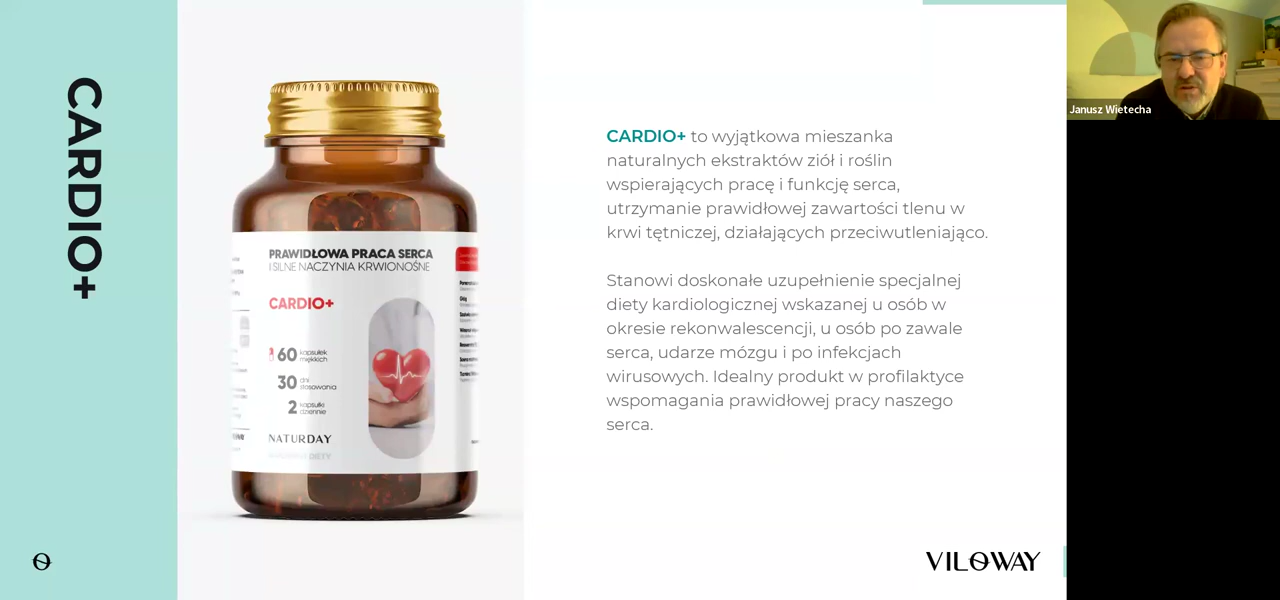 CARDIO+
PRAWIDŁOWA PRACA SERCA
I SILNE NACZYNIA KRWIONOŚNE
CARDIO+
60 kapsułek
miękkich
30 dni
stosowania
2 kapsułki
dziennie
NATURDAY
CARDIO+ to wyjątkowa mieszanka
naturalnych ekstraktów ziół i roślin
wspierających pracę i funkcję serca,
utrzymanie prawidłowej zawartości tlenu w
krwi tętniczej, działających przeciwutleniająco.
Stanowi doskonałe uzupełnienie specjalnej
diety kardiologicznej wskazanej u osób w
okresie rekonwalescencji, u osób po zawale
serca, udarze mózgu i po infekcjach
wirusowych. Idealny produkt w profilaktyce
wspomagania prawidłowej pracy naszego
serca.
VILOWAY
Janusz Wietecha